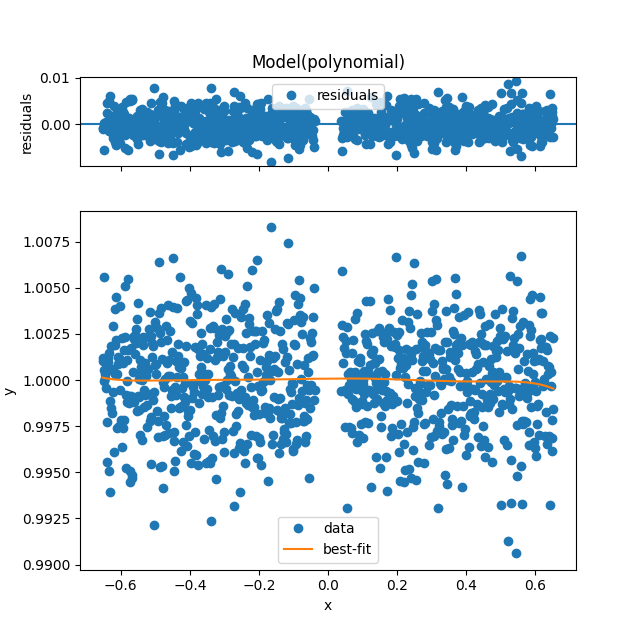 Model(polynomial)
0.01
0.00
residuals
residuals
1.0075
1.0050
1.0025
1.0000
0.9975
0.9950
0.9925
0.9900
y
data
best-fit
−0.6 −0.4 −0.2 0.0 0.2 0.4 0.6
x